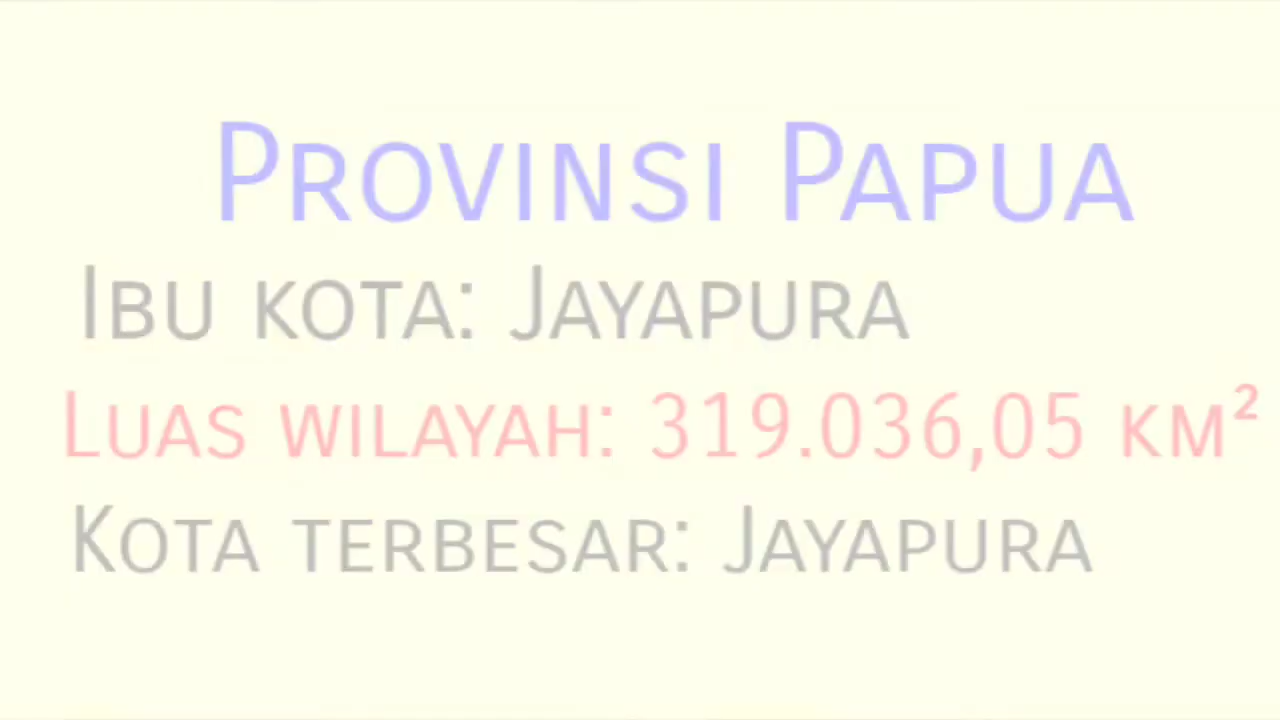 Provinsi Papua
Ibu kota: Jayapura
Luas wilayah: 319.036,05 km²
Kota terbesar: Jayapura